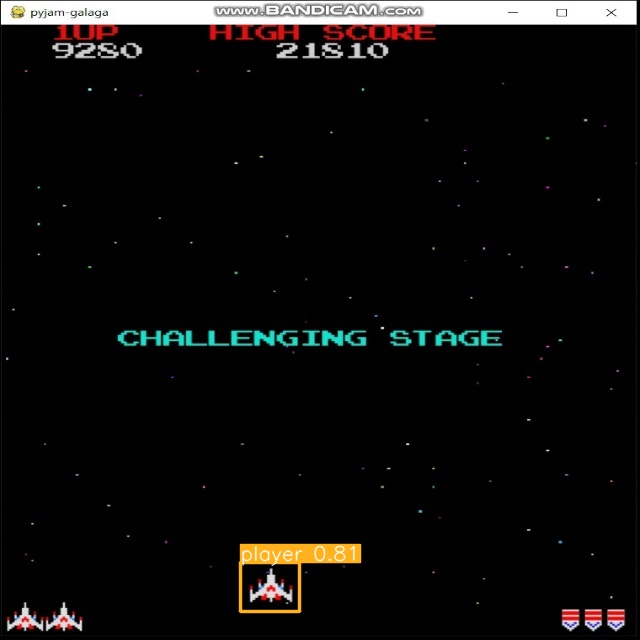 pyjam-galaga
www.BANDICAM.com
1UP HIGH SCORE
9280 21810
CHALLENGING STAGE
player 0.81